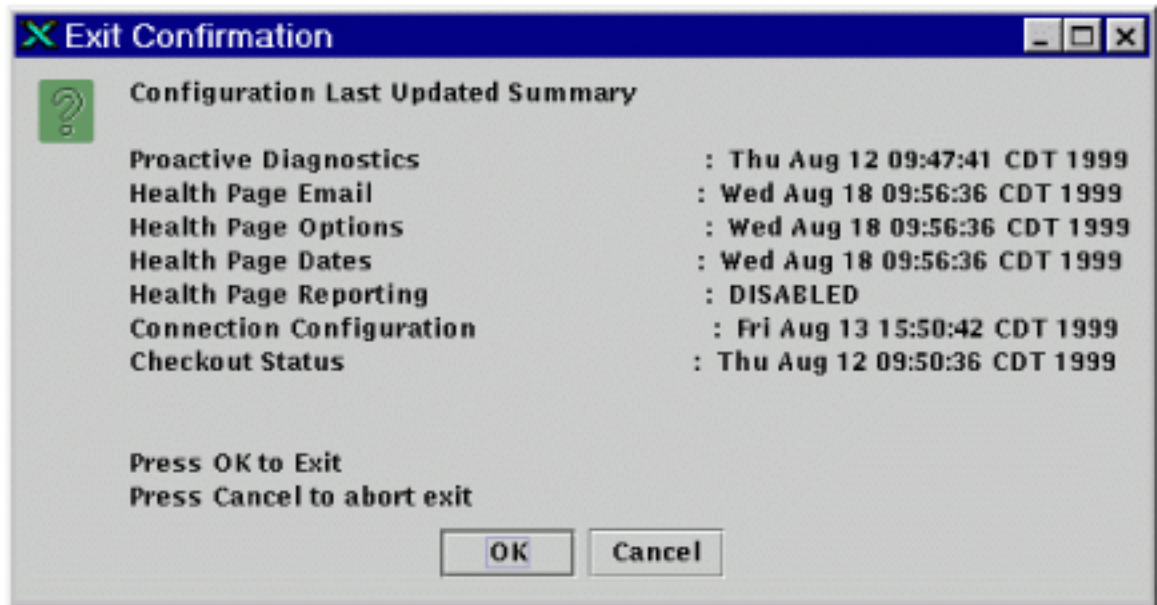 Exit Confirmation
Configuration Last Updated Summary
Proactive Diagnostics : Thu Aug 12 09:47:41 CDT 1999
Health Page Email : Wed Aug 18 09:56:36 CDT 1999
Health Page Options : Wed Aug 18 09:56:36 CDT 1999
Health Page Dates : Wed Aug 18 09:56:36 CDT 1999
Health Page Reporting : DISABLED
Connection Configuration : Fri Aug 13 15:50:42 CDT 1999
Checkout Status : Thu Aug 12 09:50:36 CDT 1999
Press OK to Exit
Press Cancel to abort exit
OK Cancel